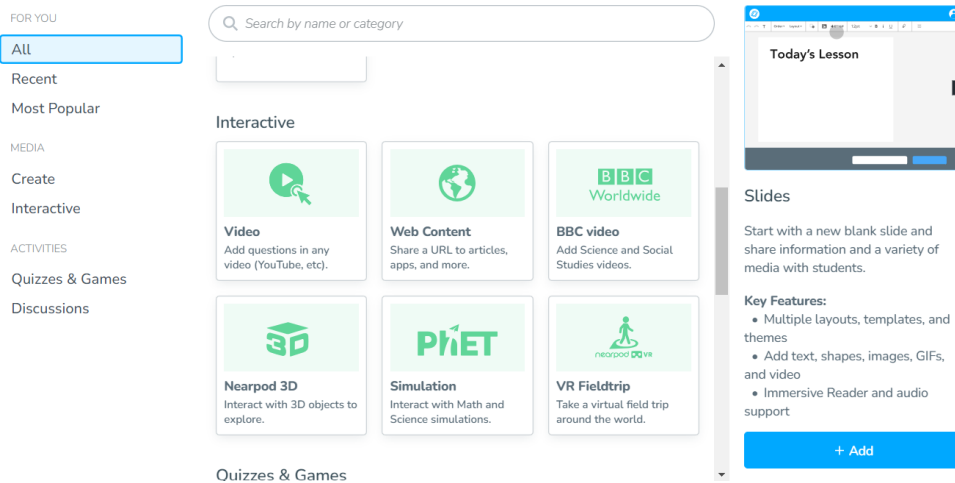 FOR YOU
All
Recent
Most Popular
MEDIA
Create
Interactive
ACTIVITIES
Quizzes & Games
Discussions
Search by name or category
Interactive
Video
Add questions in any
video (YouTube, etc).
Web Content
Share a URL to articles,
apps, and more.
BBC
Worldwide
BBC video
Add Science and Social
Studies videos.
3D
Nearpod 3D
Interact with 3D objects to
explore.
PhET
Simulation
Interact with Math and
Science simulations.
nearpod VR
VR Fieldtrip
Take a virtual field trip
around the world.
Quizzes & Games
Today's Lesson
Slides
Start with a new blank slide and
share information and a variety of
media with students.
Key Features:
• Multiple layouts, templates, and
themes
• Add text, shapes, images, GIFs,
and video
• Immersive Reader and audio
support
+ Add